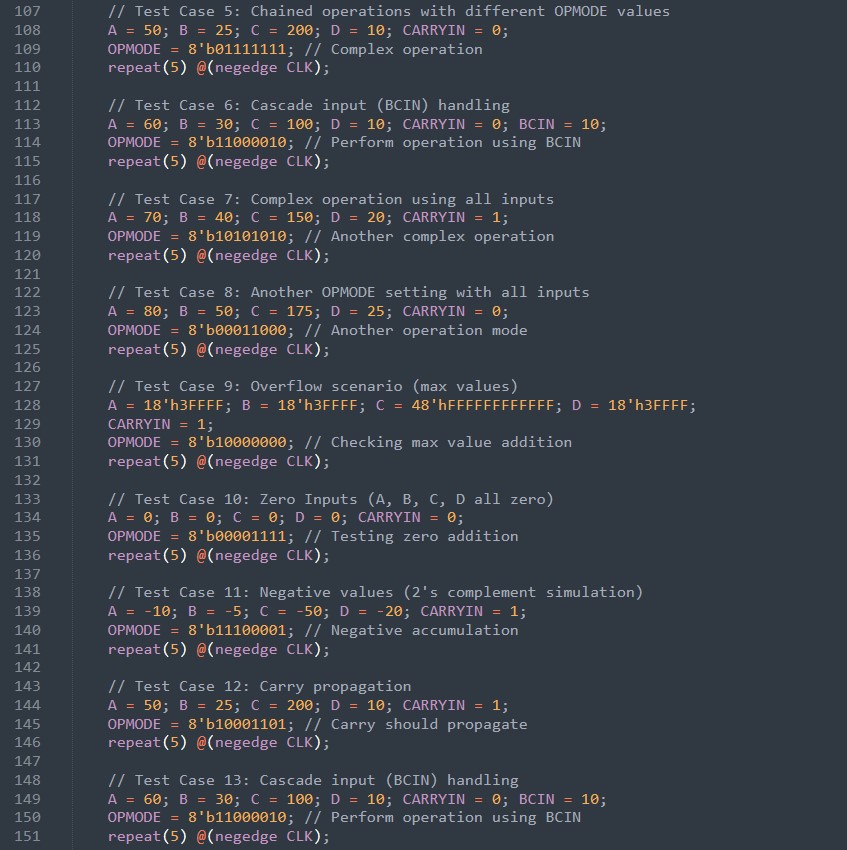 107 // Test Case 5: Chained operations with different OPMODE values
108 A = 50; B = 25; C = 200; D = 10; CARRYIN = 0;
109 OPMODE = 8'b01111111; // Complex operation
110 repeat(5) @(negedge CLK);
111
112 // Test Case 6: Cascade input (BCIN) handling
113 A = 60; B = 30; C = 100; D = 10; CARRYIN = 0; BCIN = 10;
114 OPMODE = 8'b11000010; // Perform operation using BCIN
115 repeat(5) @(negedge CLK);
116
117 // Test Case 7: Complex operation using all inputs
118 A = 70; B = 40; C = 150; D = 20; CARRYIN = 1;
119 OPMODE = 8'b10101010; // Another complex operation
120 repeat(5) @(negedge CLK);
121
122 // Test Case 8: Another OPMODE setting with all inputs
123 A = 80; B = 50; C = 175; D = 25; CARRYIN = 0;
124 OPMODE = 8'b00011000; // Another operation mode
125 repeat(5) @(negedge CLK);
126
127 // Test Case 9: Overflow scenario (max values)
128 A = 18'h3FFFF; B = 18'h3FFFF; C = 48'hFFFFFFFFFFFF; D = 18'h3FFFF;
129 CARRYIN = 1;
130 OPMODE = 8'b10000000; // Checking max value addition
131 repeat(5) @(negedge CLK);
132
133 // Test Case 10: Zero Inputs (A, B, C, D all zero)
134 A = 0; B = 0; C = 0; D = 0; CARRYIN = 0;
135 OPMODE = 8'b00001111; // Testing zero addition
136 repeat(5) @(negedge CLK);
137
138 // Test Case 11: Negative values (2's complement simulation)
139 A = -10; B = -5; C = -50; D = -20; CARRYIN = 1;
140 OPMODE = 8'b11100001; // Negative accumulation
141 repeat(5) @(negedge CLK);
142
143 // Test Case 12: Carry propagation
144 A = 50; B = 25; C = 200; D = 10; CARRYIN = 1;
145 OPMODE = 8'b10001101; // Carry should propagate
146 repeat(5) @(negedge CLK);
147
148 // Test Case 13: Cascade input (BCIN) handling
149 A = 60; B = 30; C = 100; D = 10; CARRYIN = 0; BCIN = 10;
150 OPMODE = 8'b11000010; // Perform operation using BCIN
151 repeat(5) @(negedge CLK);